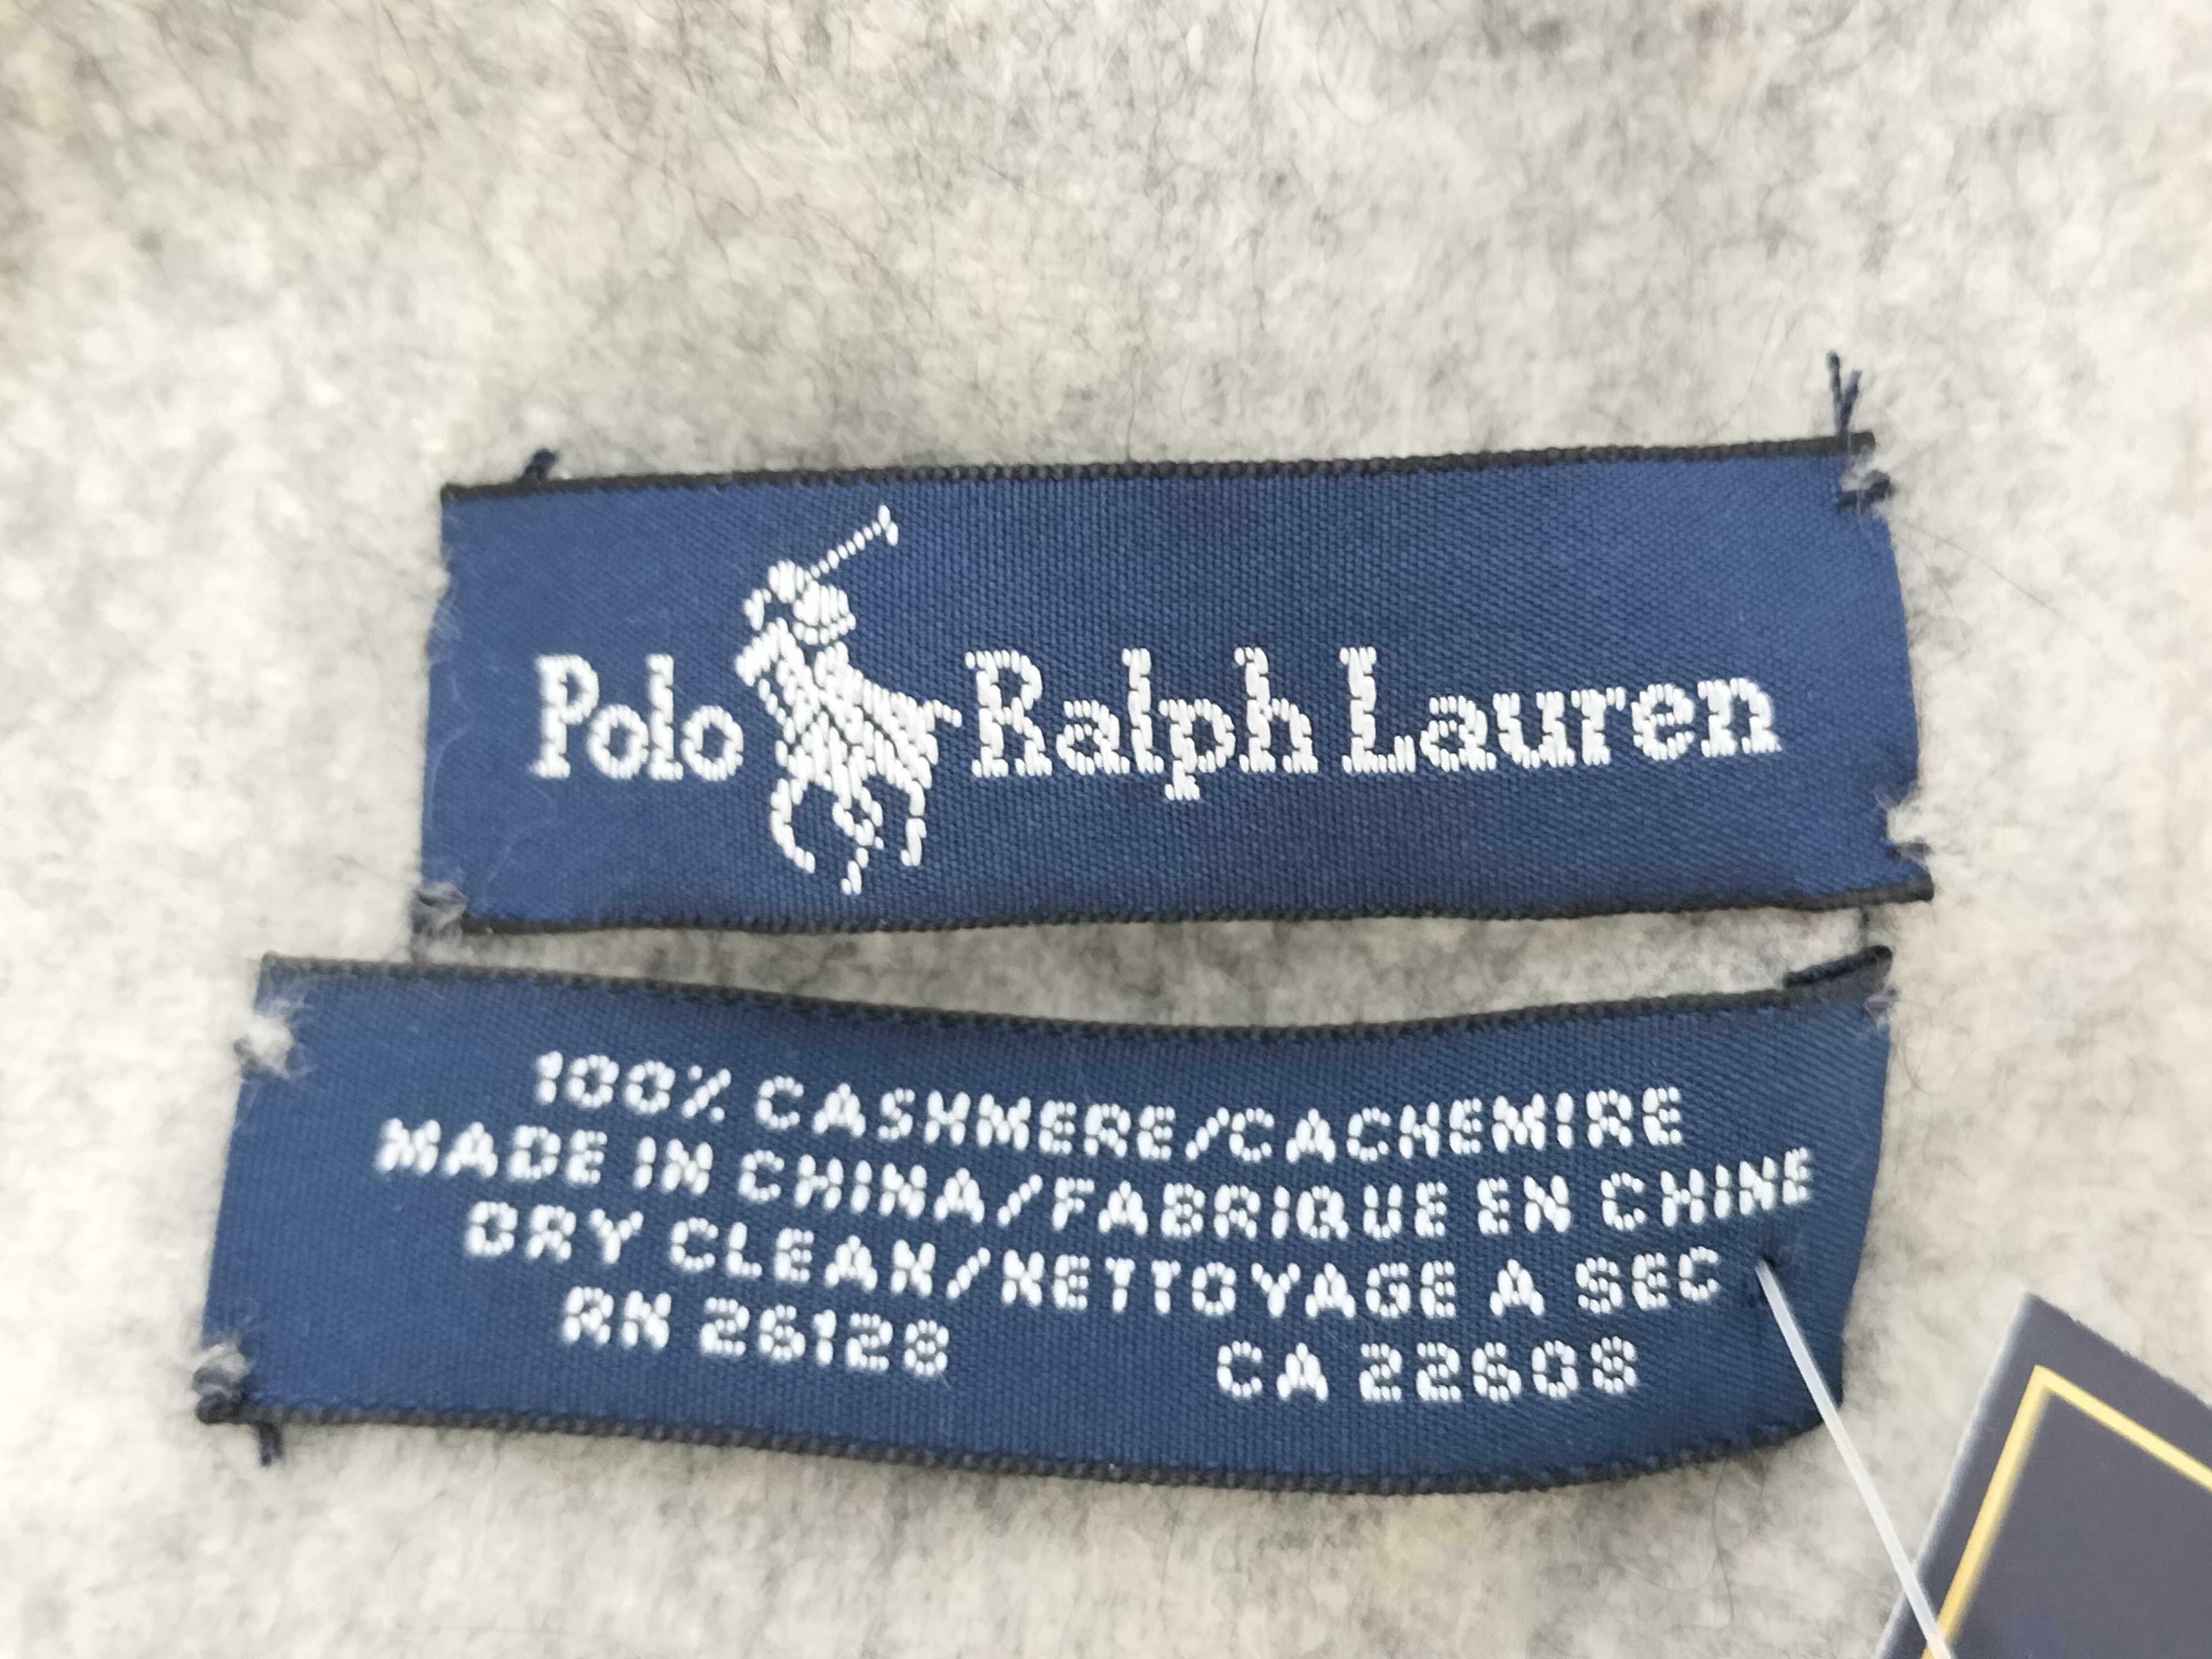 Polo Ralph Lauren
100% CASHMERE/CACHEMIRE
MADE IN CHINA/FABRIQUE EN CHINE
DRY CLEAN/NETTOYAGE A SEC
RN 26128 CA 22608